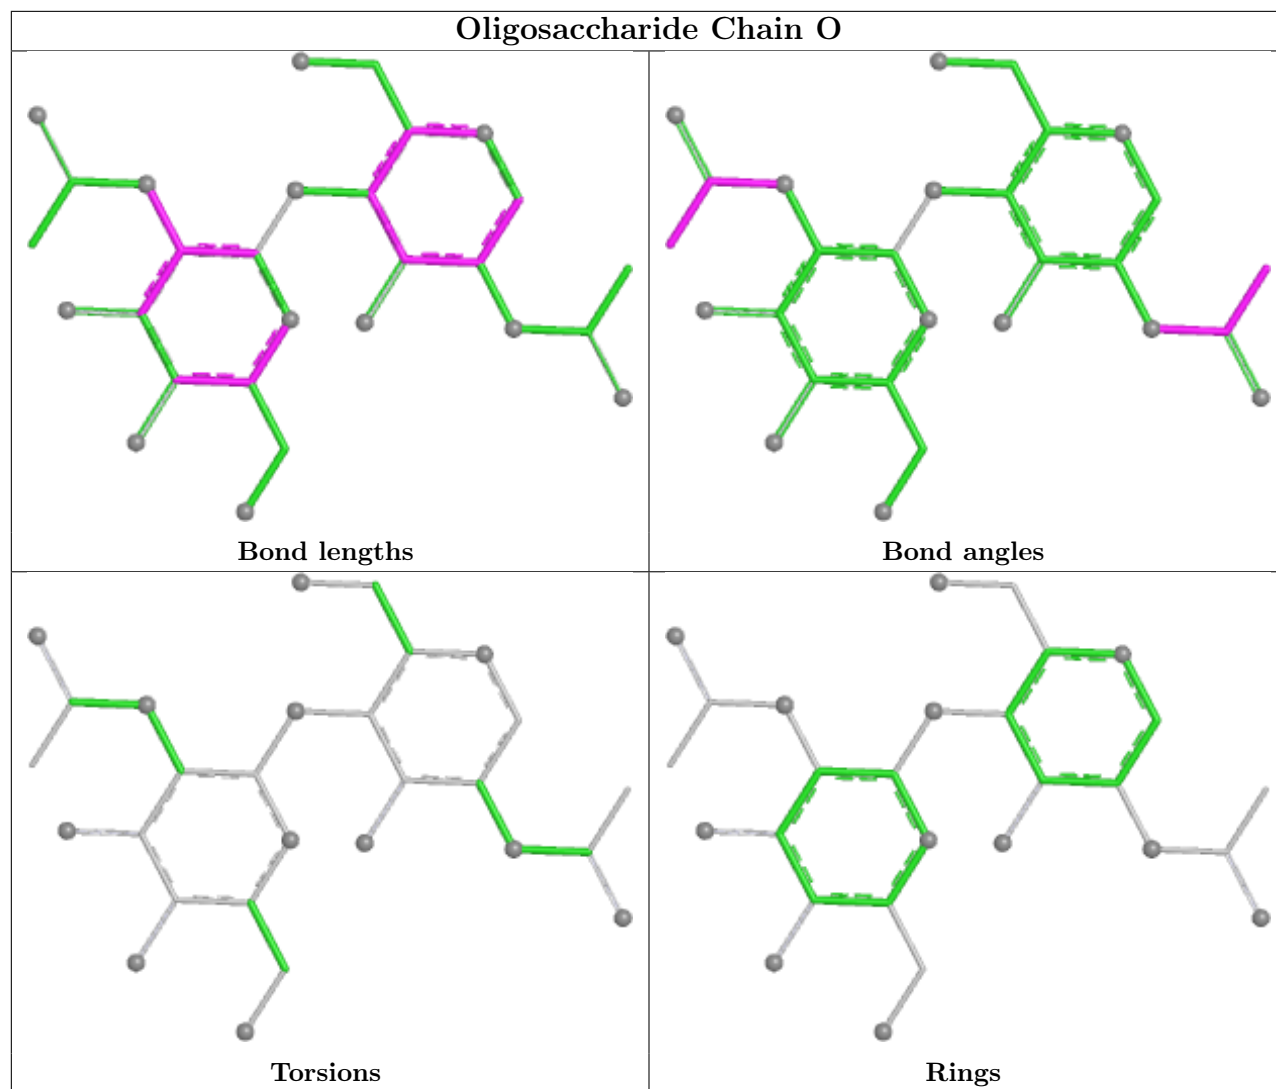 Oligosaccharide Chain O
Bond lengths
Bond angles
Torsions
Rings